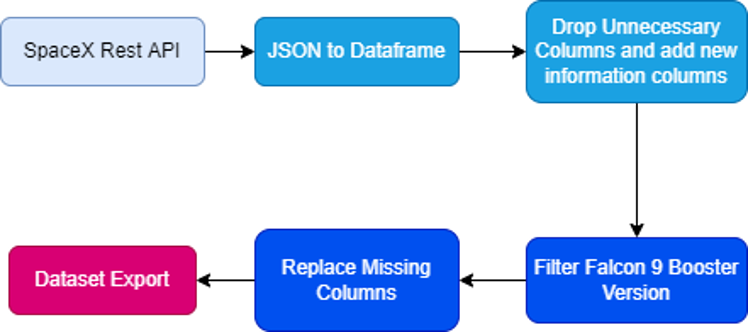 SpaceX Rest API
JSON to Dataframe
Drop Unnecessary
Columns and add new
information columns
Filter Falcon 9 Booster
Version
Replace Missing
Columns
Dataset Export